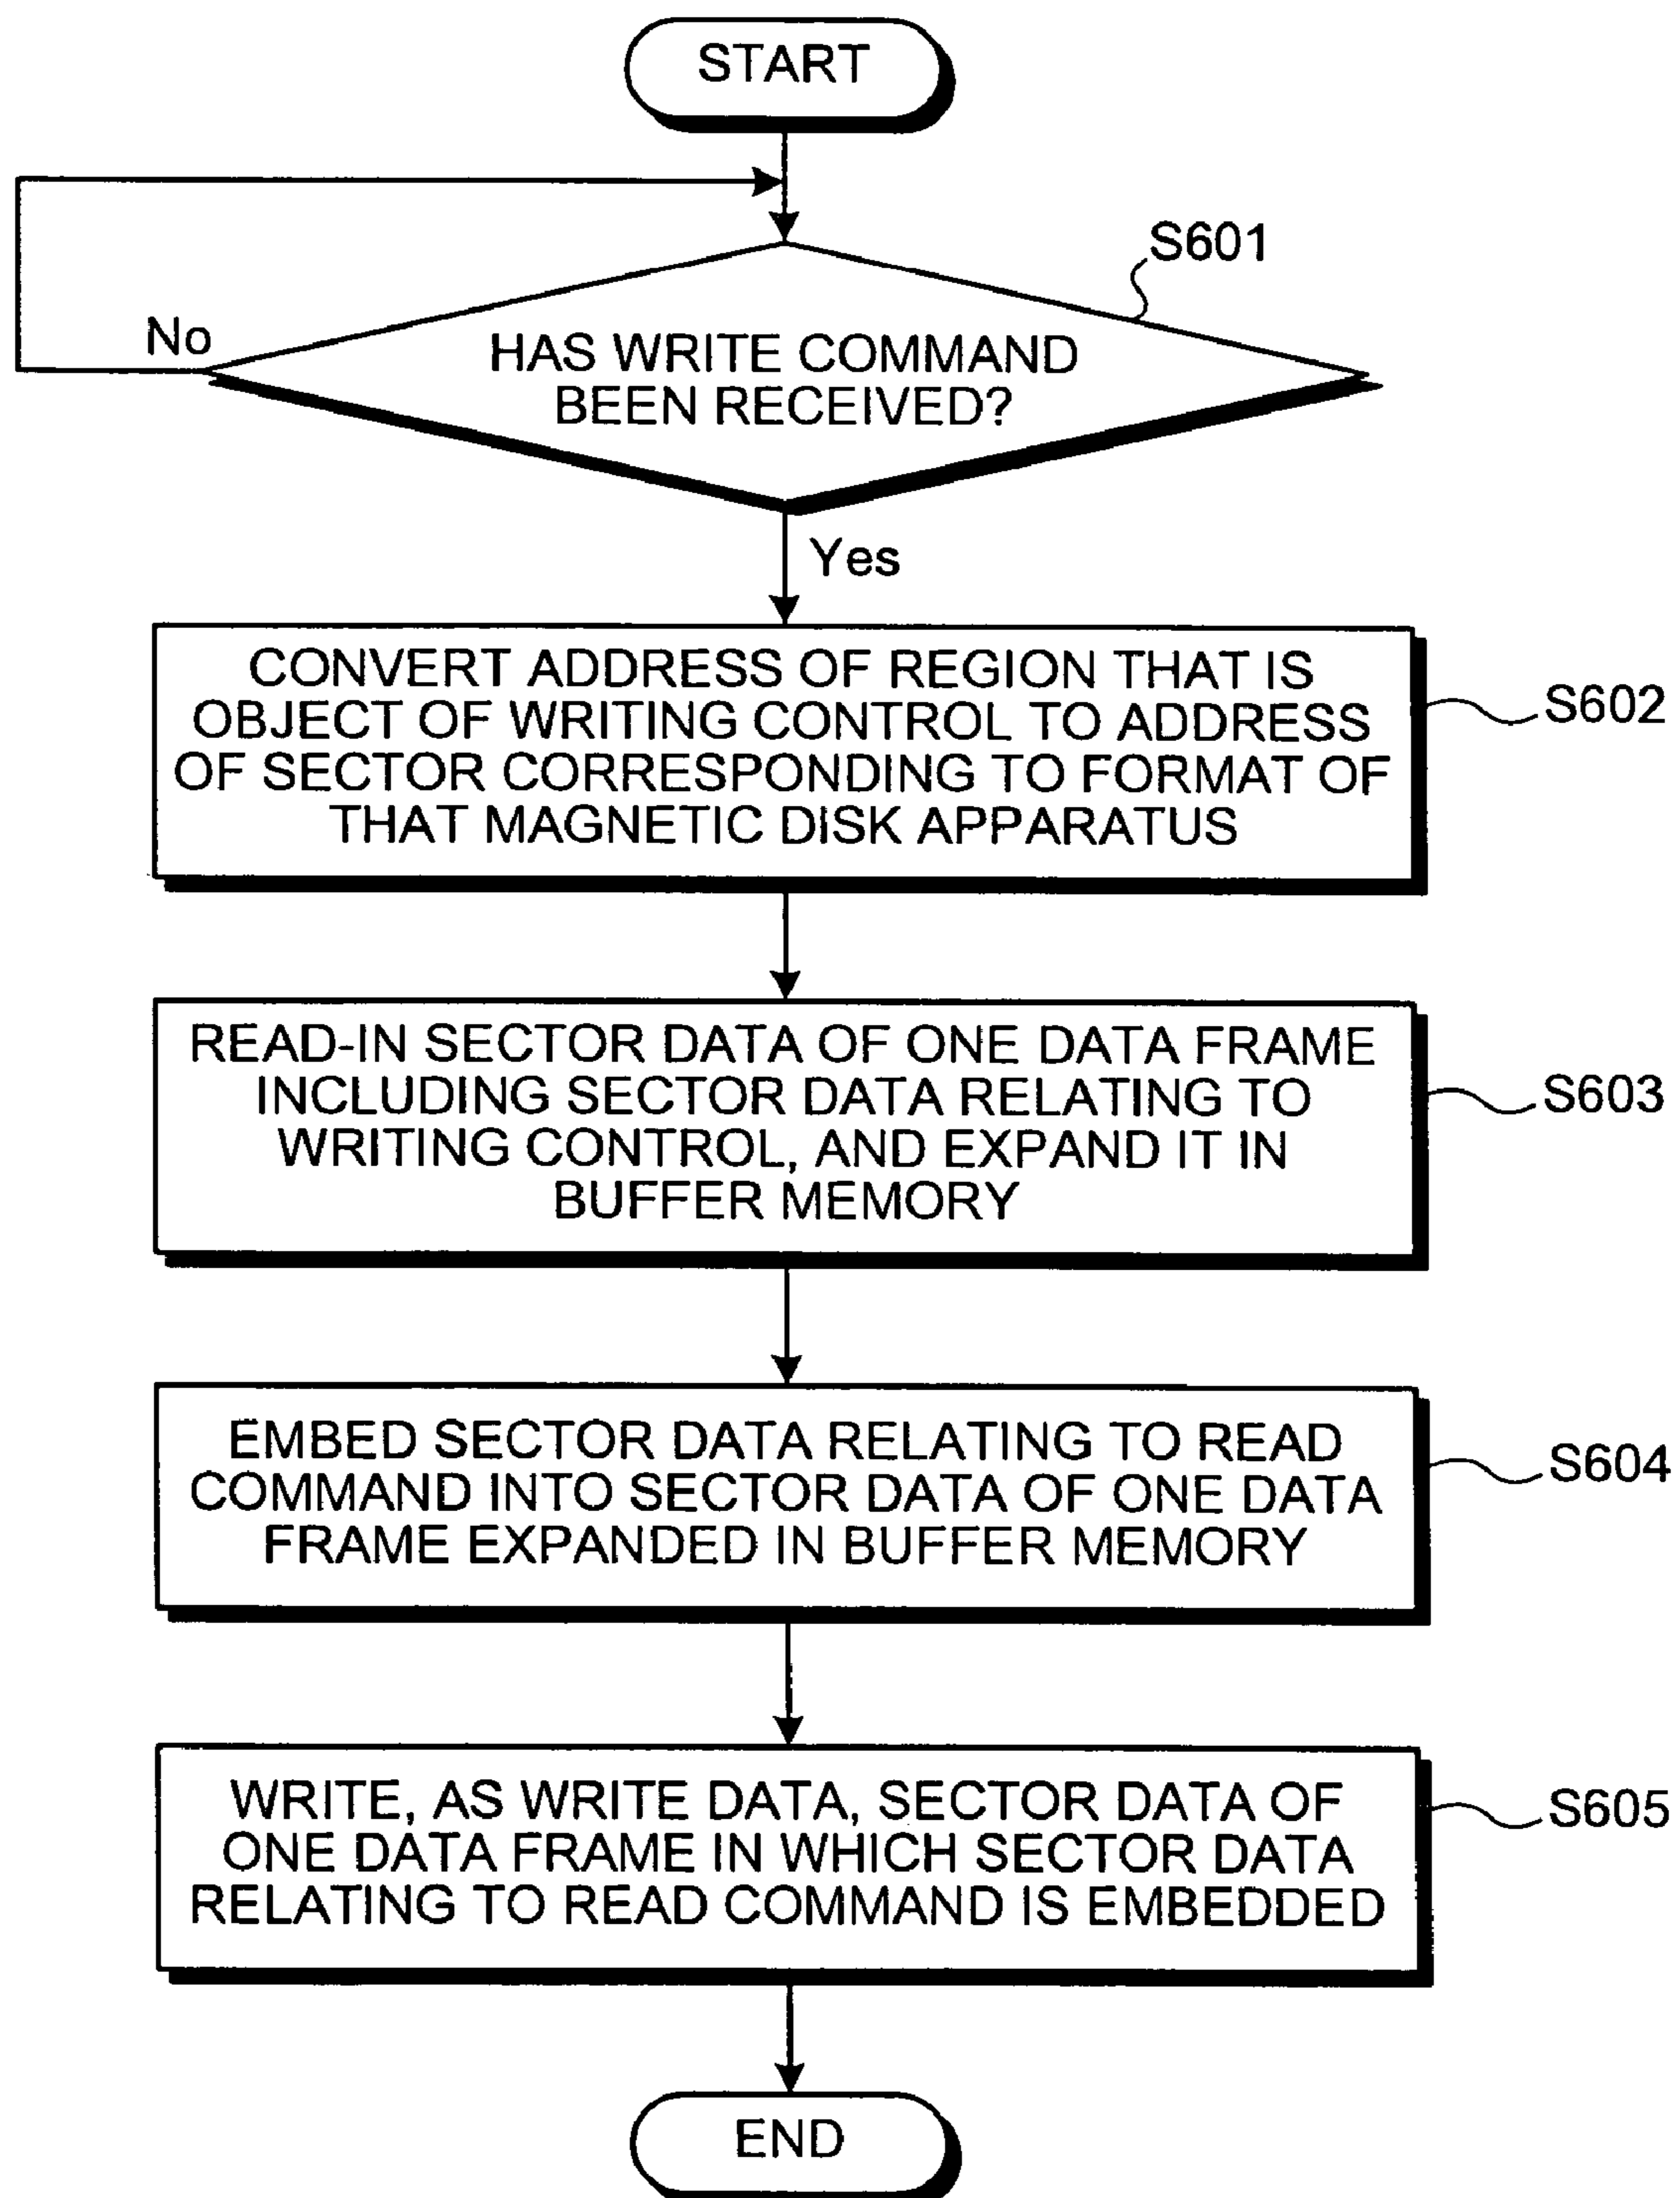 START
S601
No
HAS WRITE COMMAND
BEEN RECEIVED?
Yes
CONVERT ADDRESS OF REGION THAT IS
OBJECT OF WRITING CONTROL TO ADDRESS
OF SECTOR CORRESPONDING TO FORMAT OF
THAT MAGNETIC DISK APPARATUS
S602
READ-IN SECTOR DATA OF ONE DATA FRAME
INCLUDING SECTOR DATA RELATING TO
WRITING CONTROL, AND EXPAND IT IN
BUFFER MEMORY
S603
EMBED SECTOR DATA RELATING TO READ
COMMAND INTO SECTOR DATA OF ONE DATA
FRAME EXPANDED IN BUFFER MEMORY
S604
WRITE, AS WRITE DATA, SECTOR DATA OF
ONE DATA FRAME IN WHICH SECTOR DATA
RELATING TO READ COMMAND IS EMBEDDED
S605
END